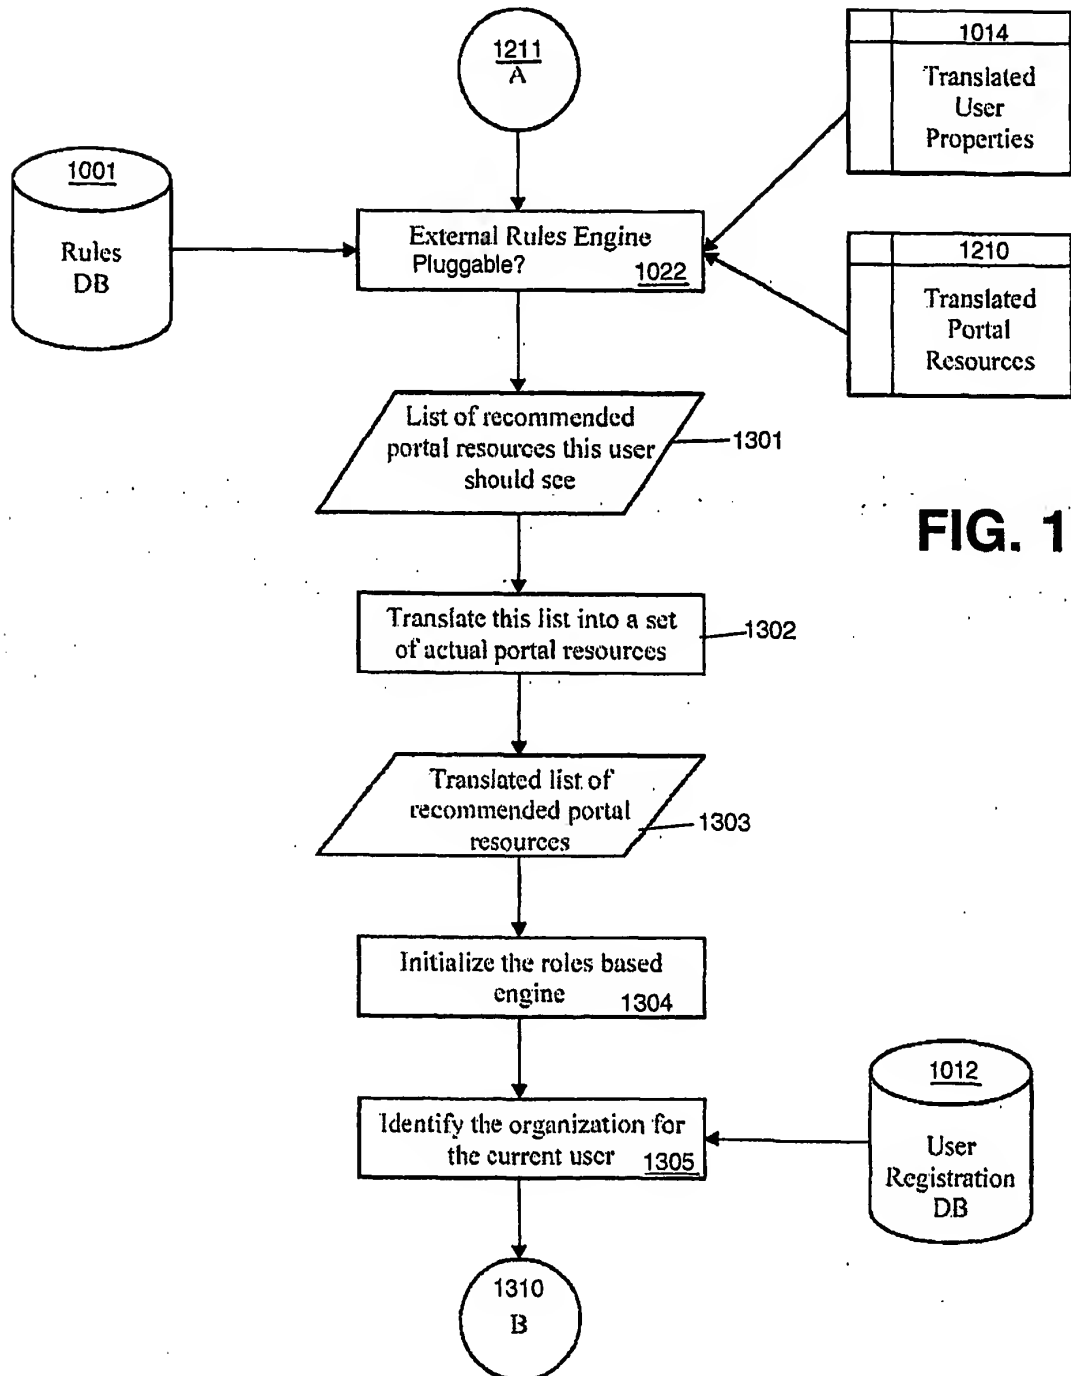 1211
A
1014
Translated
User
Properties
1001
Rules
DB
External Rules Engine
Pluggable?
1022
1210
Translated
Portal
Resources
List of recommended
portal resources this user
should see
1301
FIG. 1
Translate this list into a set
of actual portal resources
1302
Translated list of
recommended portal
resources
1303
Initialize the roles based
engine
1304
1012
User
Registration
DB
Identify the organization for
the current user
1305
1310
B